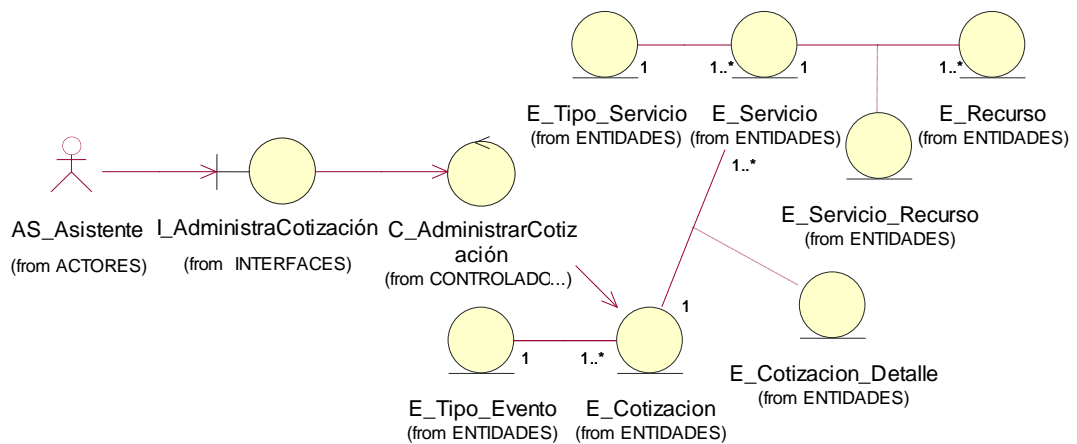 1
1..*
1
1..*
E_Tipo_Servicio
(from ENTIDADES)
E_Servicio
(from ENTIDADES)
E_Recurso
(from ENTIDADES)
1..*
E_Servicio_Recurso
(from ENTIDADES)
AS_Asistente
(from ACTORES)
I_AdministraCotización
(from INTERFACES)
C_AdministrarCotiz
ación
(from CONTROLADO...)
1
1
1..*
E_Tipo_Evento
(from ENTIDADES)
E_Cotizacion
(from ENTIDADES)
E_Cotizacion_Detalle
(from ENTIDADES)